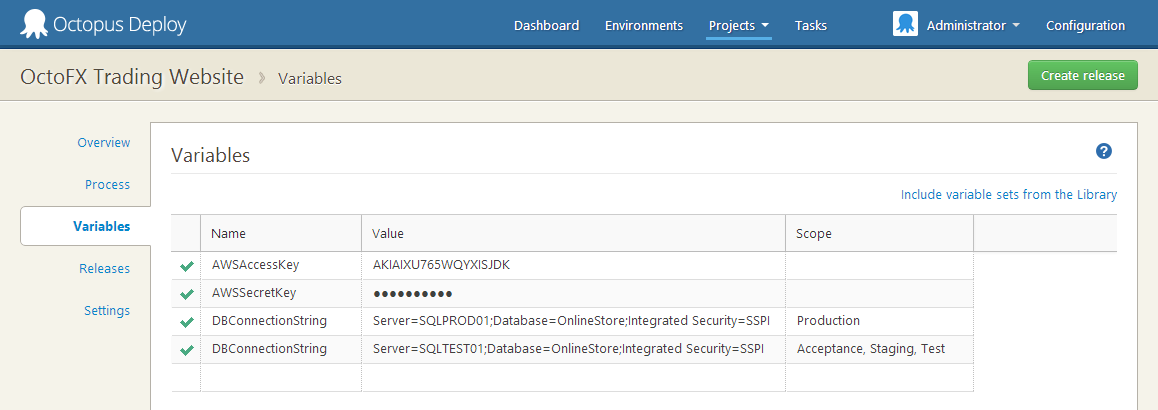 Octopus Deploy Dashboard Environments Projects Tasks Administrator Configuration
OctoFX Trading Website Variables Create release
Overview
Process
Variables
Releases
Settings
Variables
?
Include variable sets from the Library
Name Value Scope
AWSAccessKey AKIAIXU765WQYXISJDK
AWSSecretKey ●●●●●●●●●●
DBConnectionString Server=SQLPROD01;Database=OnlineStore;Integrated Security=SSPI Production
DBConnectionString Server=SQLTEST01;Database=OnlineStore;Integrated Security=SSPI Acceptance, Staging, Test